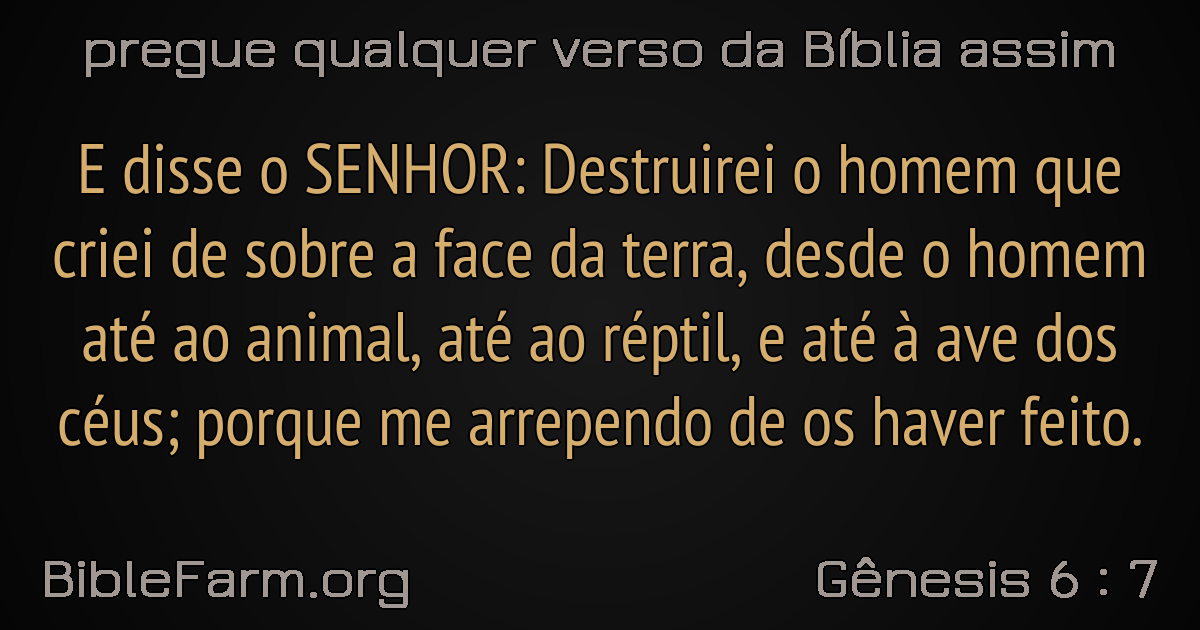 pregue qualquer verso da Bíblia assim
E disse o SENHOR: Destruirei o homem que
criei de sobre a face da terra, desde o homem
até ao animal, até ao réptil, e até à ave dos
céus; porque me arrependo de os haver feito.
BibleFarm.org
Gênesis 6 : 7